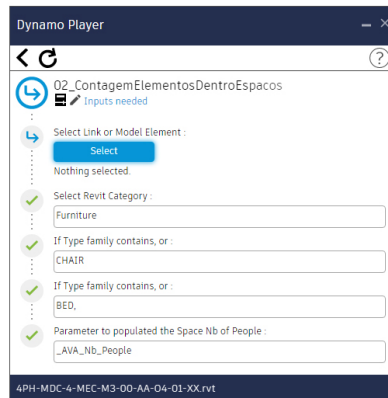 Dynamo Player
02_ContagemElementosDentroEspacos
Inputs needed
Select Link or Model Element :
Select
Nothing selected.
Select Revit Category :
Furniture
If Type family contains, or :
CHAIR
If Type family contains, or :
BED,
Parameter to populated the Space Nb of People :
_AVA_Nb_People
4PH-MDC-4-MEC-M3-00-AA-04-01-XX.rvt